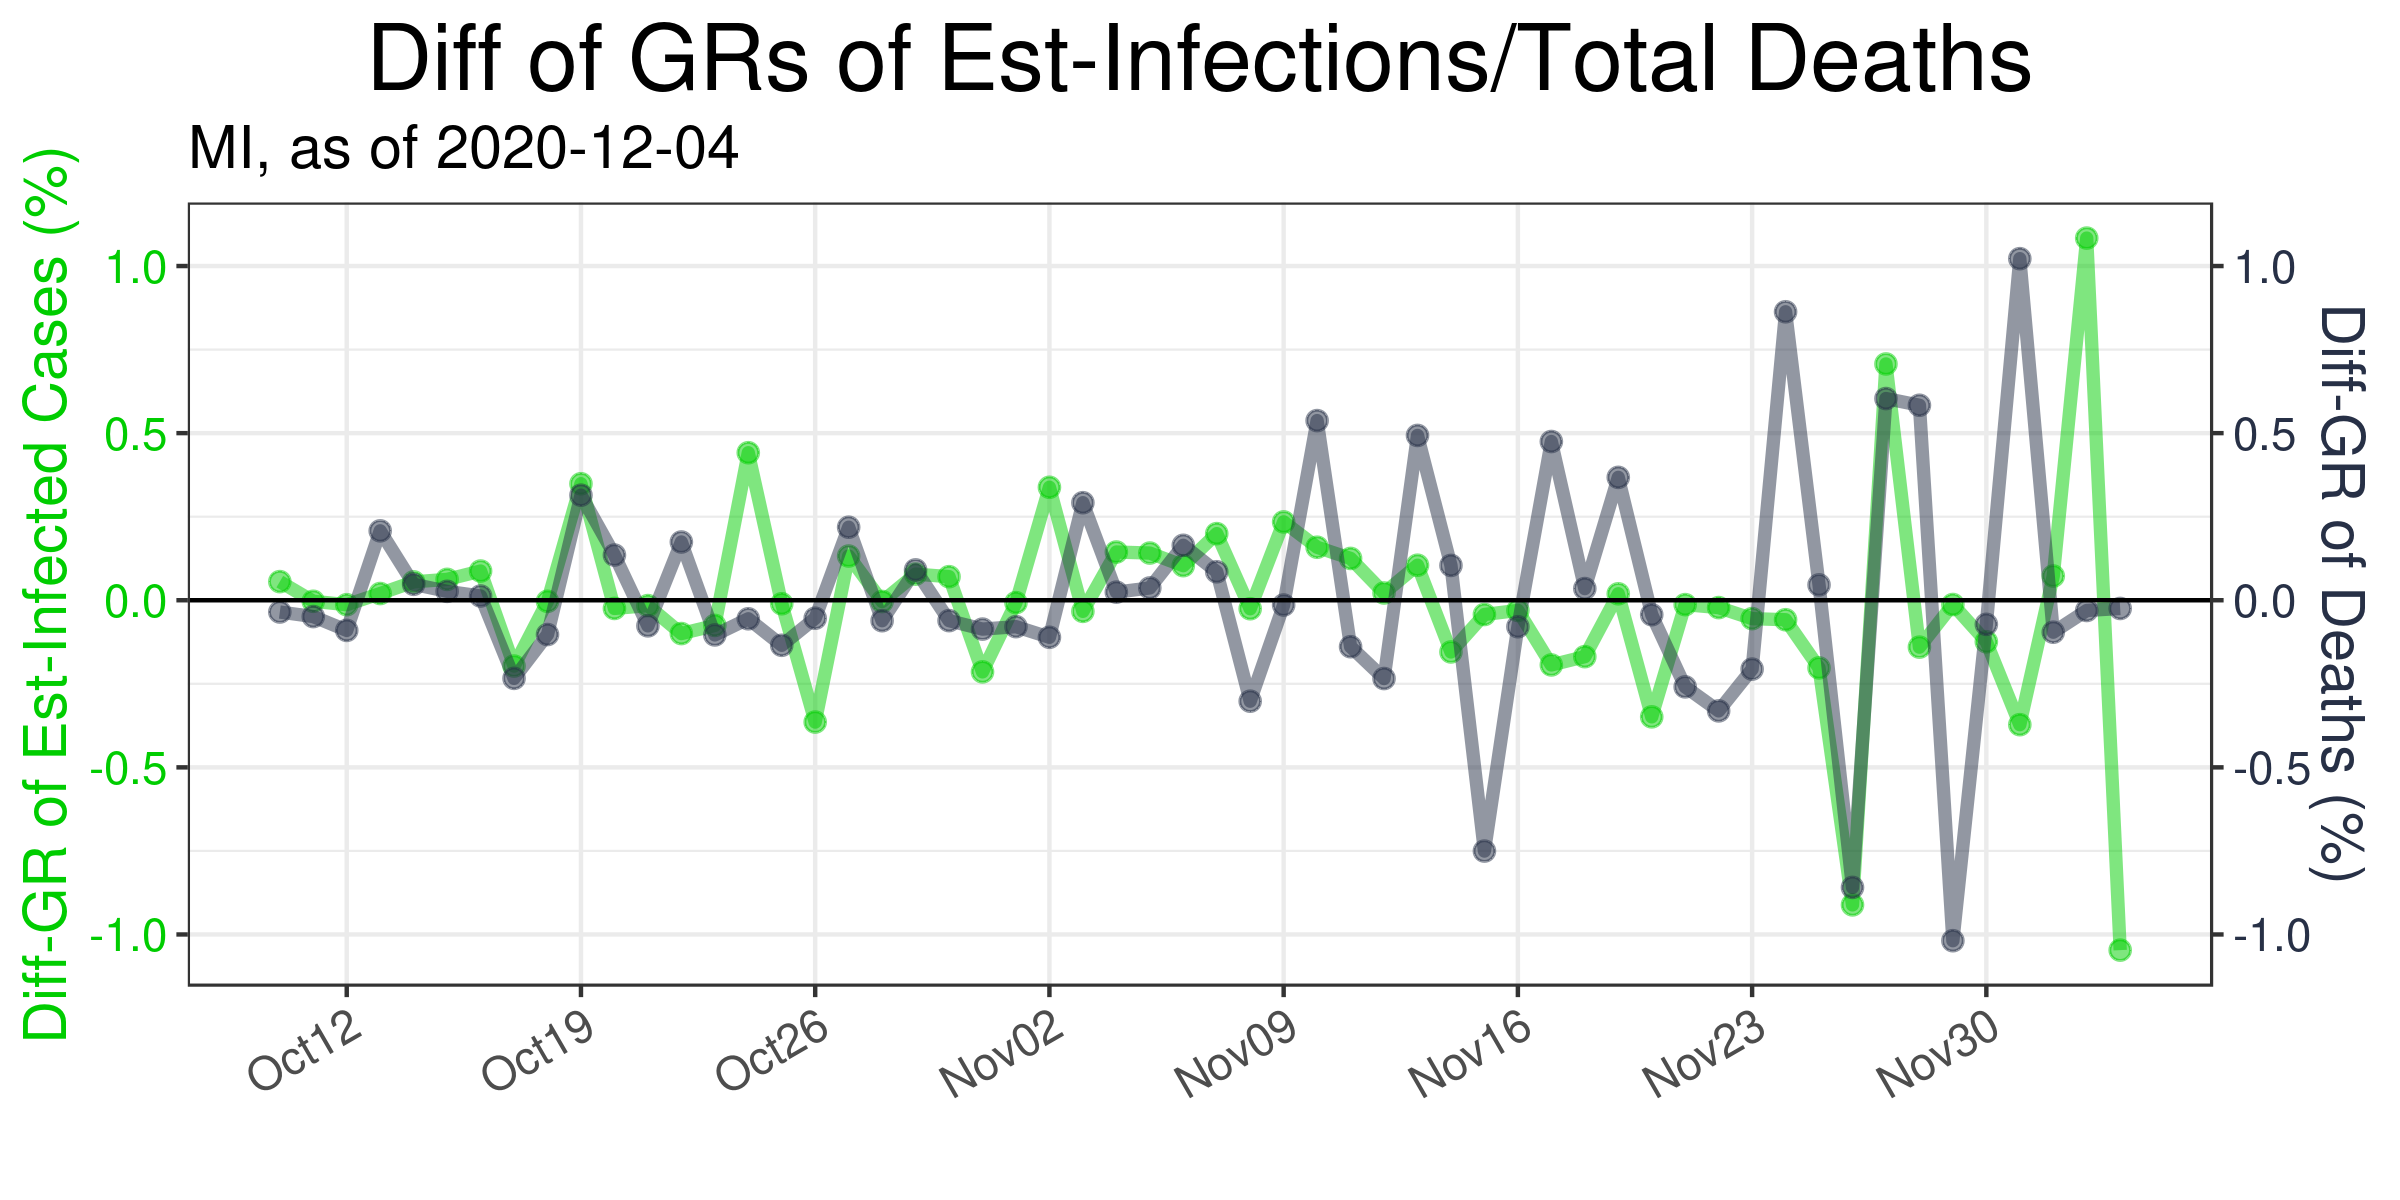 Diff of GRs of Est-Infections/Total Deaths
MI, as of 2020-12-04
Diff-GR of Est-Infected Cases (%)
1.0
0.5
0.0
-0.5
-1.0
1.0
0.5
0.0
-0.5
-1.0
Diff-GR of Deaths (%)
Oct12 Oct19 Oct26 Nov02 Nov09 Nov16 Nov23 Nov30